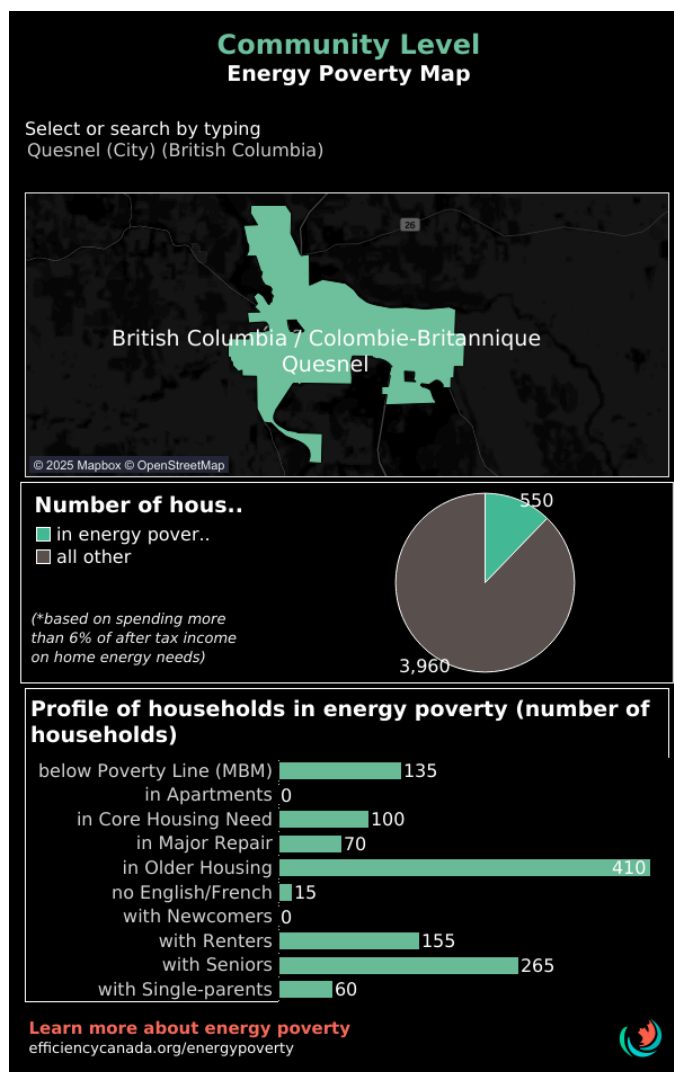 Community Level
Energy Poverty Map
Select or search by typing
Quesnel (City) (British Columbia)
26
British Columbia / Colombie-Britannique
Quesnel
© 2025 Mapbox © OpenStreetMap
Number of hous..
in energy pover..
all other
(*based on spending more
than 6% of after tax income
on home energy needs)
550
3,960
Profile of households in energy poverty (number of
households)
below Poverty Line (MBM) 135
in Apartments 0
in Core Housing Need 100
in Major Repair 70
in Older Housing 410
no English/French 15
with Newcomers 0
with Renters 155
with Seniors 265
with Single-parents 60
Learn more about energy poverty
efficiencycanada.org/energypoverty